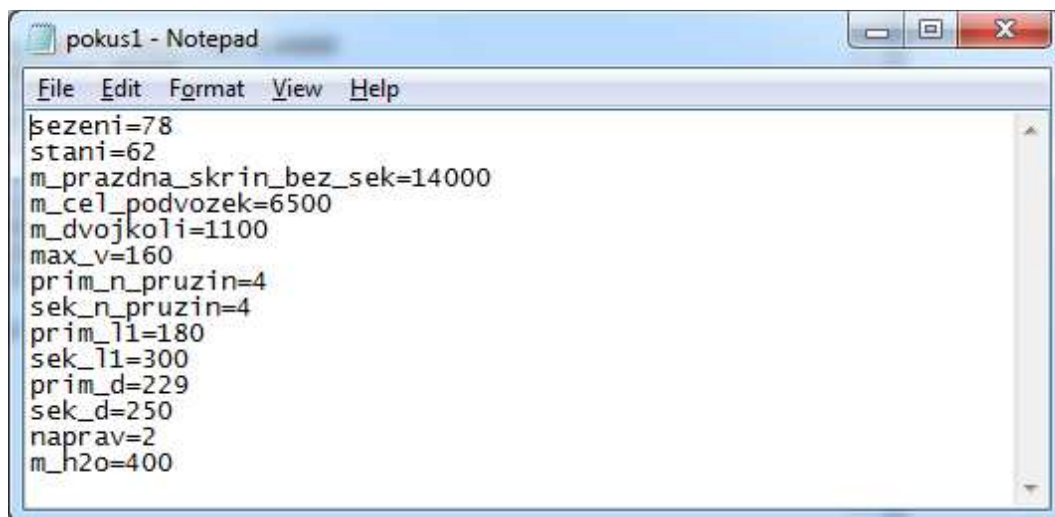 pokus1 - Notepad
File Edit Format View Help
sezeni=78
stani=62
m_prazdna_skrin_bez_sek=14000
m_cel_podvozek=6500
m_dvojkoli=1100
max_v=160
prim_n_pruzin=4
sek_n_pruzin=4
prim_l1=180
sek_l1=300
prim_d=229
sek_d=250
naprav=2
m_h2o=400